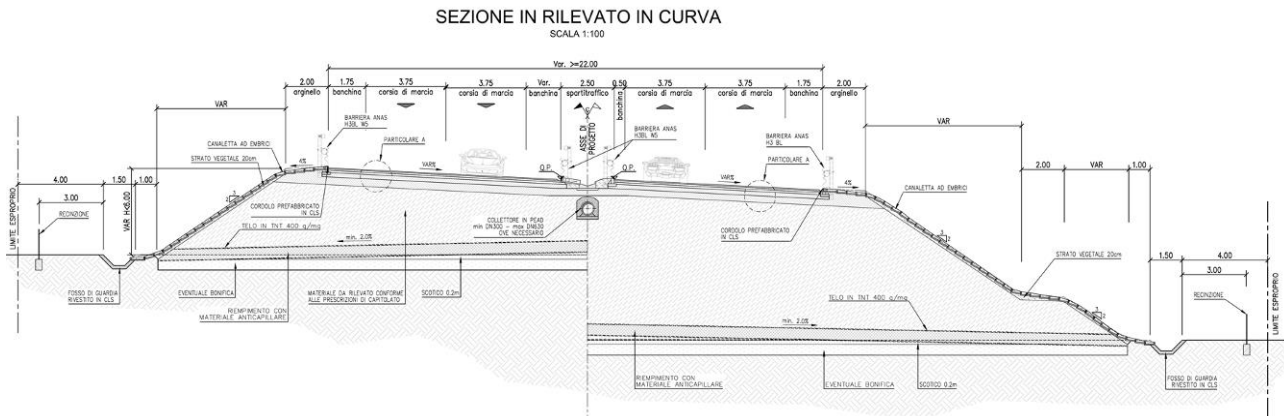 SEZIONE IN RILEVATO IN CURVA
SCALA 1:100
Var. >=22.00
2.00
arginello
1.75
banchina
3.75
corsia di marcia
3.75
corsia di marcia
Var.
banchina
2.50
spartitraffico
0.50
banchina
3.75
corsia di marcia
3.75
corsia di marcia
1.75
banchina
2.00
arginello
VAR
VAR
ASSE DI
PROGETTO
BARRIERA ANAS
H3BL W5
PARTICOLARE A
BARRIERA ANAS
H3BL W5
BARRIERA ANAS
H3 BL
PARTICOLARE A
CANALETTA AD EMBRICI
STRATO VEGETALE 20cm
4%
VAR%
Q.P.
Q.P.
VAR%
4%
CANALETTA AD EMBRICI
2.00
VAR
1.00
4.00
1.50
1.00
3.00
VAR H<5.00
LIMITE ESPROPRIO
RECINZIONE
3
2
CORDOLO PREFABBRICATO
IN CLS
COLLETTORE IN PEAD
min DN300 - max DN630
OVE NECESSARIO
CORDOLO PREFABBRICATO
IN CLS
3
2
TELO IN TNT 400 g/mq
min. 2.0%
STRATO VEGETALE 20cm
1.50
4.00
3.00
RECINZIONE
LIMITE ESPROPRIO
FOSSO DI GUARDIA
RIVESTITO IN CLS
EVENTUALE BONIFICA
MATERIALE DA RILEVATO CONFORME
ALLE PRESCRIZIONI DI CAPITOLATO
SCOTICO 0.2m
RIEMPIMENTO CON
MATERIALE ANTICAPILLARE
TELO IN TNT 400 g/mq
min. 2.0%
3
2
RIEMPIMENTO CON
MATERIALE ANTICAPILLARE
EVENTUALE BONIFICA
SCOTICO 0.2m
FOSSO DI GUARDIA
RIVESTITO IN CLS